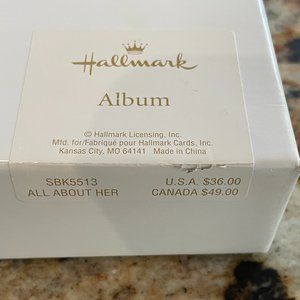 Hallmark
Album
© Hallmark Licensing, Inc.
Mfd. for/Fabriqué pour Hallmark Cards, Inc.
Kansas City, MO 64141 Made in China
SBK5513 U.S.A. $36.00
ALL ABOUT HER CANADA $49.00